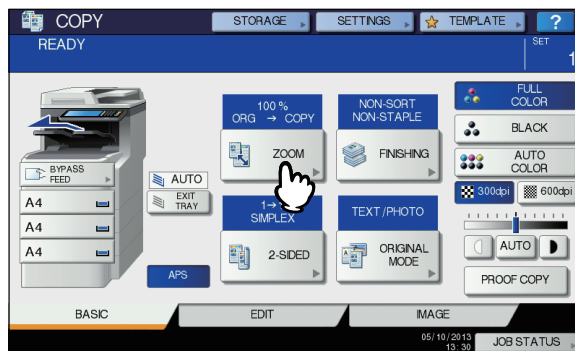 COPY
STORAGE
SETTINGS
TEMPLATE
?
READY
SET
1
100 %
ORG → COPY
ZOOM
NON-SORT
NON-STAPLE
FINISHING
FULL
COLOR
BLACK
AUTO
COLOR
300dpi
600dpi
BYPASS
FEED
AUTO
EXIT
TRAY
A4
A4
A4
APS
1→
SIMPLEX
2-SIDED
TEXT/PHOTO
ORIGINAL
MODE
AUTO
PROOF COPY
BASIC
EDIT
IMAGE
05/10/2013
13:30
JOB STATUS